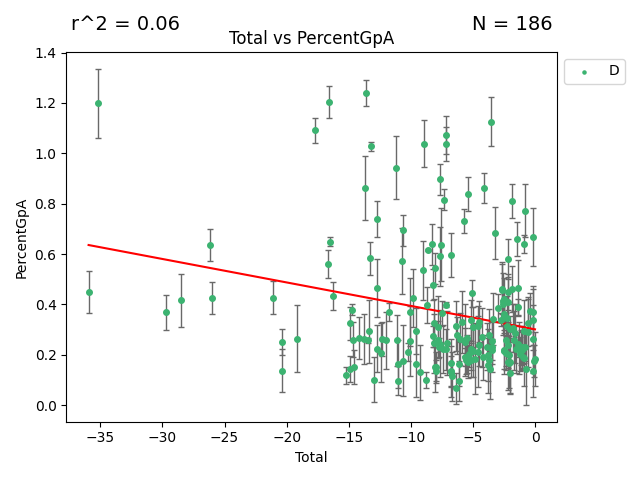 r^2 = 0.06
N = 186
Total vs PercentGpA
D
PercentGpA
1.4
1.2
1.0
0.8
0.6
0.4
0.2
0.0
−35
−30
−25
−20
−15
−10
−5
0
Total